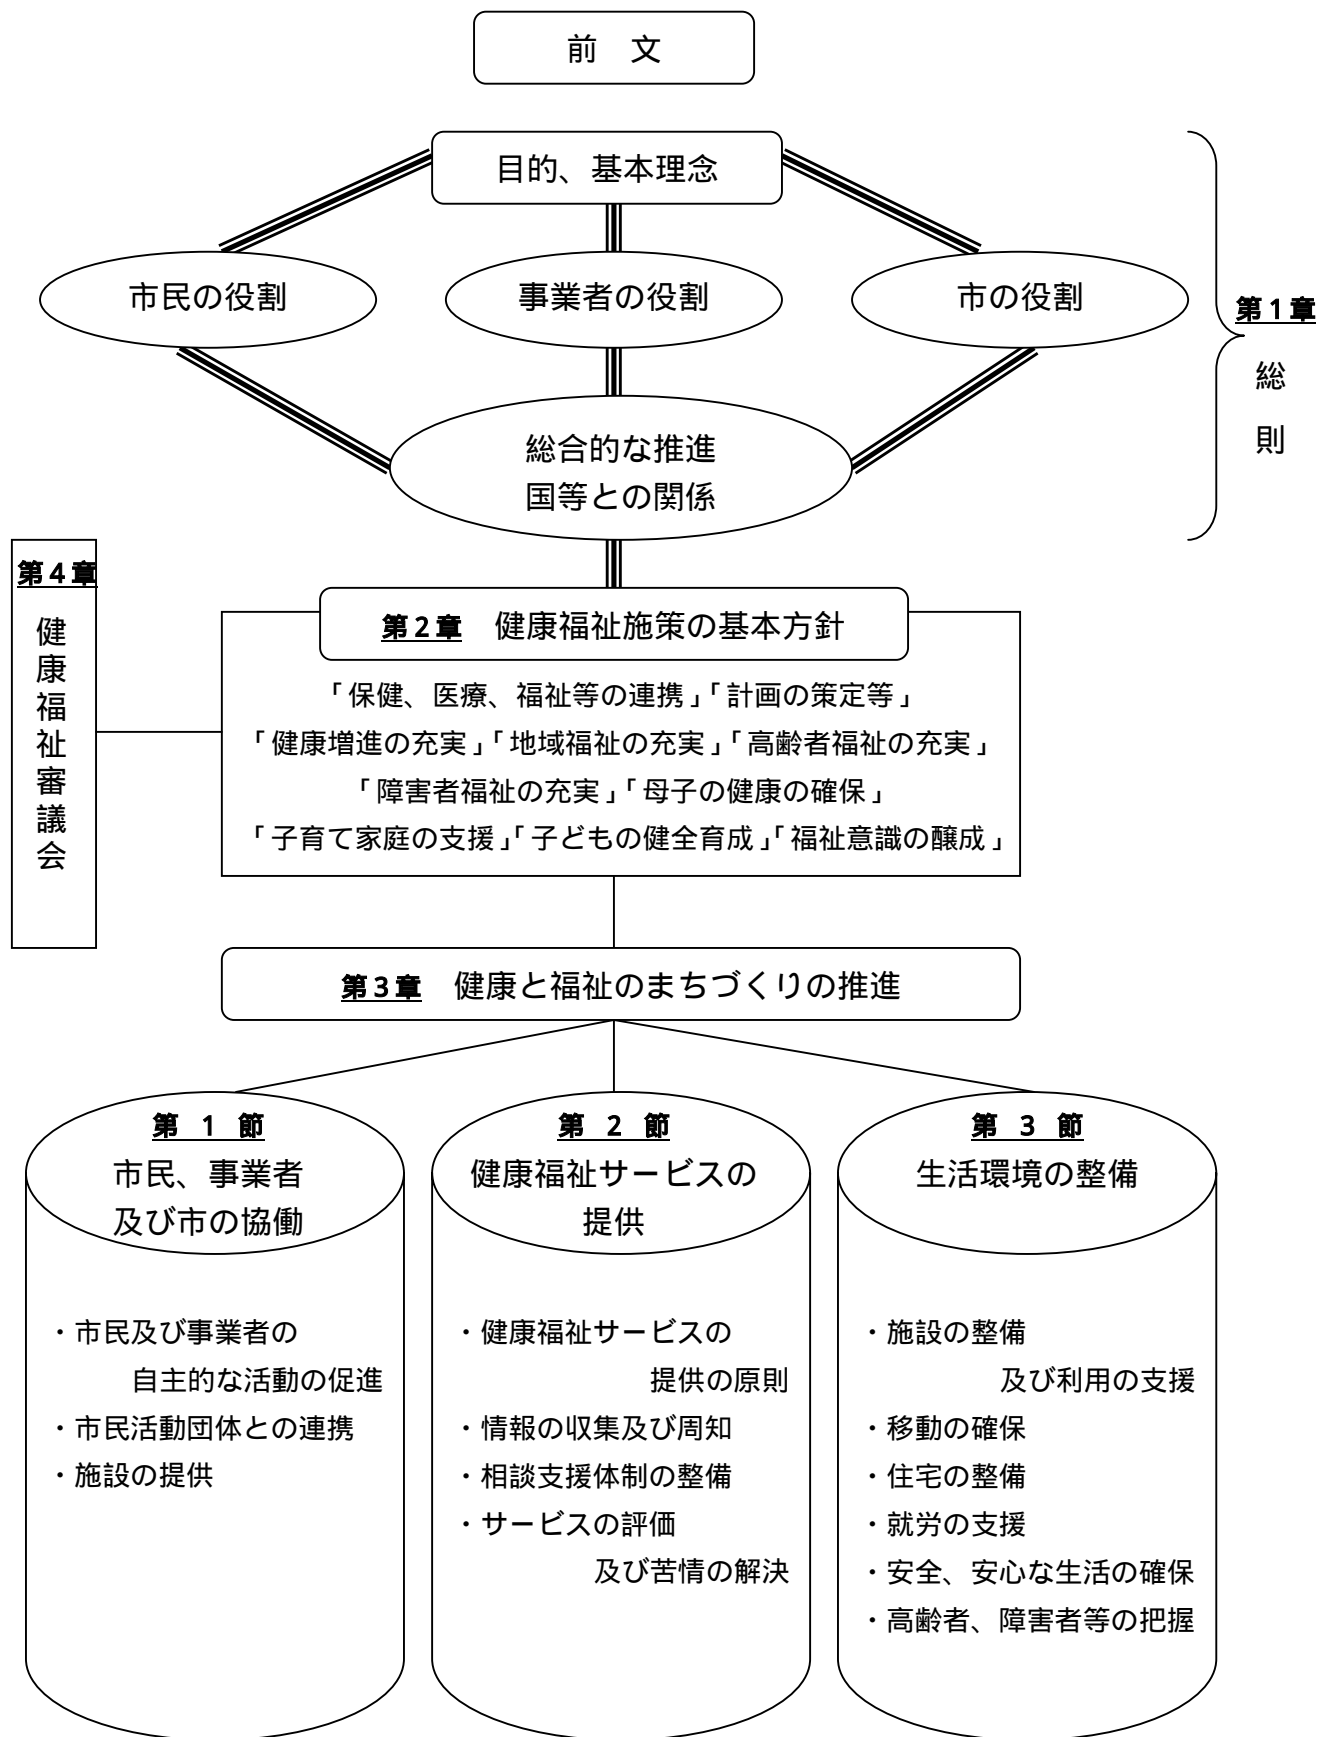 前　文
目的、基本理念
市民の役割
事業者の役割
市の役割
総合的な推進
国等との関係
第1章
総
則
第4章
健
康
福
祉
審
議
会
第2章　健康福祉施策の基本方針
「保健、医療、福祉等の連携」「計画の策定等」
「健康増進の充実」「地域福祉の充実」「高齢者福祉の充実」
「障害者福祉の充実」「母子の健康の確保」
「子育て家庭の支援」「子どもの健全育成」「福祉意識の醸成」
第3章　健康と福祉のまちづくりの推進
第 1 節
市民、事業者
及び市の協働
・市民及び事業者の
自主的な活動の促進
・市民活動団体との連携
・施設の提供
第 2 節
健康福祉サービスの
提供
・健康福祉サービスの
提供の原則
・情報の収集及び周知
・相談支援体制の整備
・サービスの評価
及び苦情の解決
第 3 節
生活環境の整備
・施設の整備
及び利用の支援
・移動の確保
・住宅の整備
・就労の支援
・安全、安心な生活の確保
・高齢者、障害者等の把握